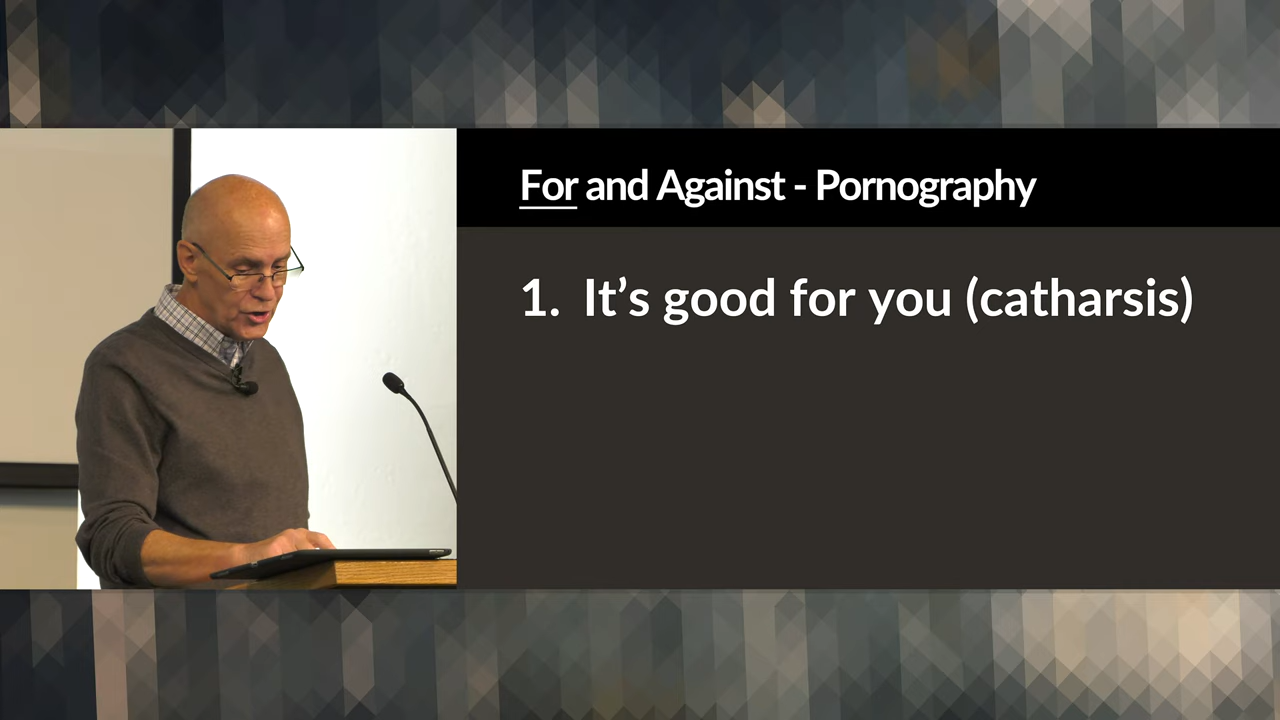 For and Against - Pornography
1. It’s good for you (catharsis)